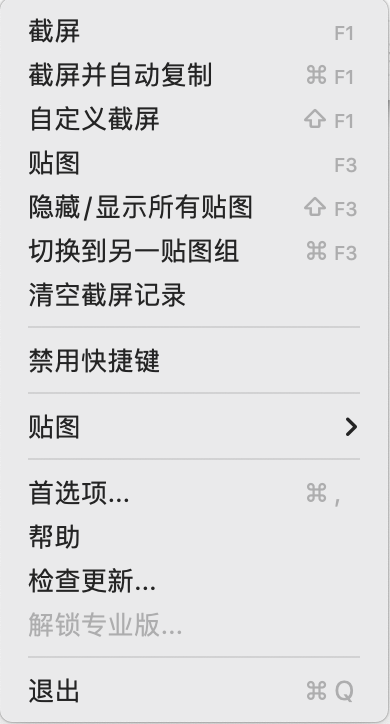 截屏 F1
截屏并自动复制 ⌘ F1
自定义截屏 ⇧ F1
贴图 F3
隐藏/显示所有贴图 ⇧ F3
切换到另一贴图组 ⌘ F3
清空截屏记录
禁用快捷键
贴图
首选项... ⌘ ,
帮助
检查更新...
解锁专业版...
退出 ⌘ Q